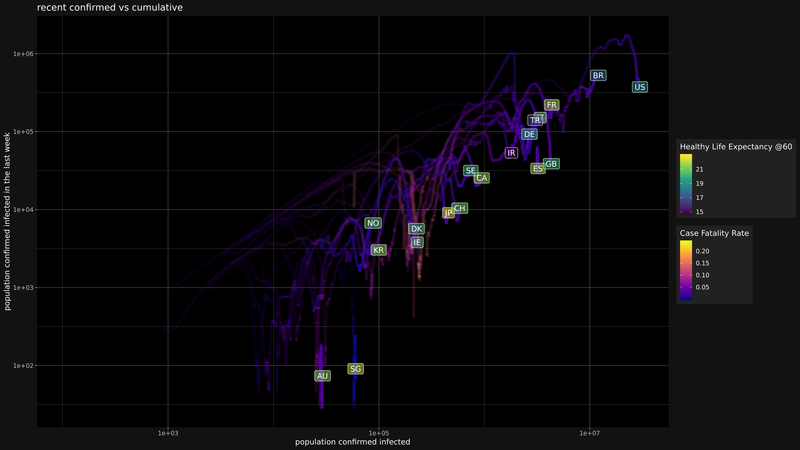 recent confirmed vs cumulative
population confirmed infected in the last week
1e+06
1e+05
1e+04
1e+03
1e+02
BR
US
FR
TR
DE
IR
GB
ES
SE
CA
JP
CH
NO
DK
IE
KR
AU
SG
1e+03
1e+05
1e+07
population confirmed infected
Healthy Life Expectancy @60
21
20
19
17
15
Case Fatality Rate
0.20
0.15
0.10
0.05